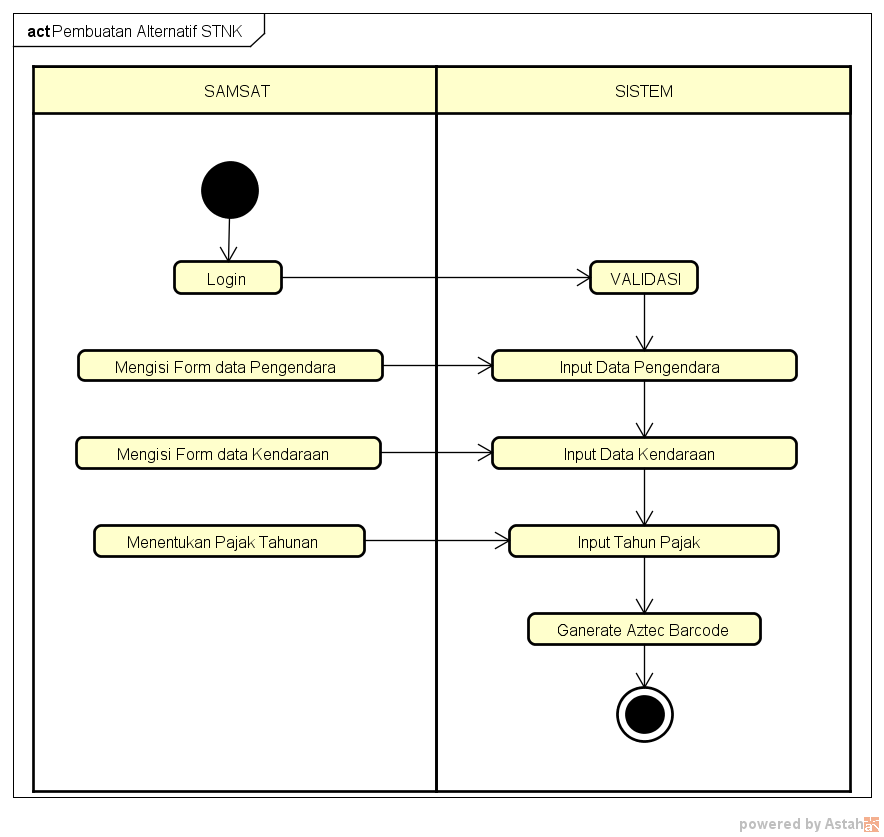 act Pembuatan Alternatif STNK
SAMSAT
SISTEM
Login
VALIDASI
Mengisi Form data Pengendara
Input Data Pengendara
Mengisi Form data Kendaraan
Input Data Kendaraan
Menentukan Pajak Tahunan
Input Tahun Pajak
Ganerate Aztec Barcode
powered by Astah